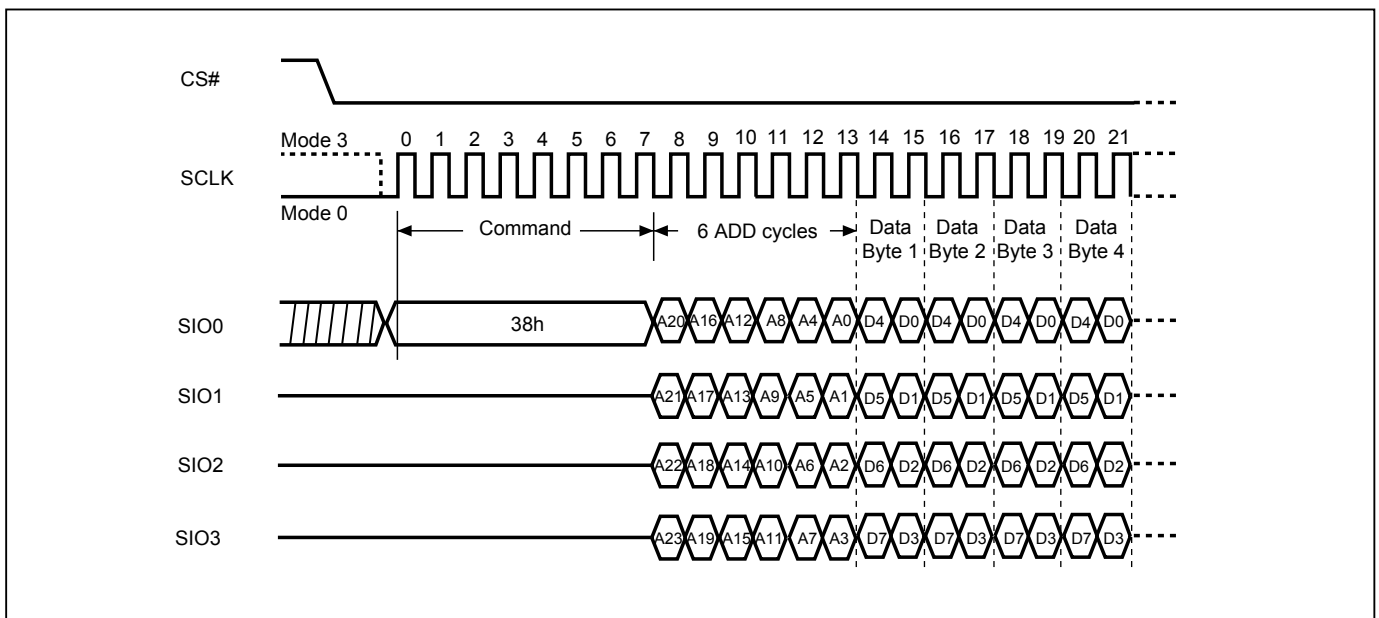 CS#
Mode 3
0 1 2 3 4 5 6 7 8 9 10 11 12 13 14 15 16 17 18 19 20 21
SCLK
Mode 0
Command
6 ADD cycles
Data Byte 1
Data Byte 2
Data Byte 3
Data Byte 4
SIO0
38h
A20 A16 A12 A8 A4 A0 D4 D0 D4 D0 D4 D0 D4 D0
SIO1
A21 A17 A13 A9 A5 A1 D5 D1 D5 D1 D5 D1 D5 D1
SIO2
A22 A18 A14 A10 A6 A2 D6 D2 D6 D2 D6 D2 D6 D2
SIO3
A23 A19 A15 A11 A7 A3 D7 D3 D7 D3 D7 D3 D7 D3